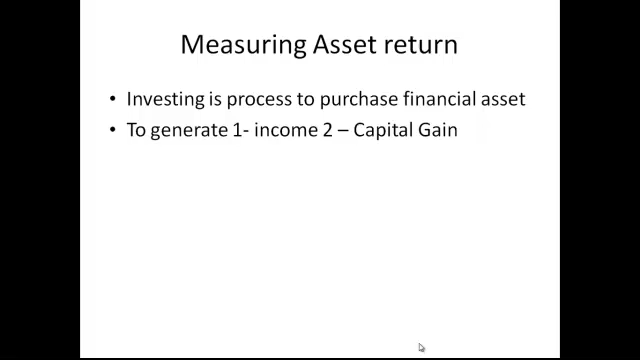 Measuring Asset return
• Investing is process to purchase financial asset
• To generate 1- income 2 – Capital Gain